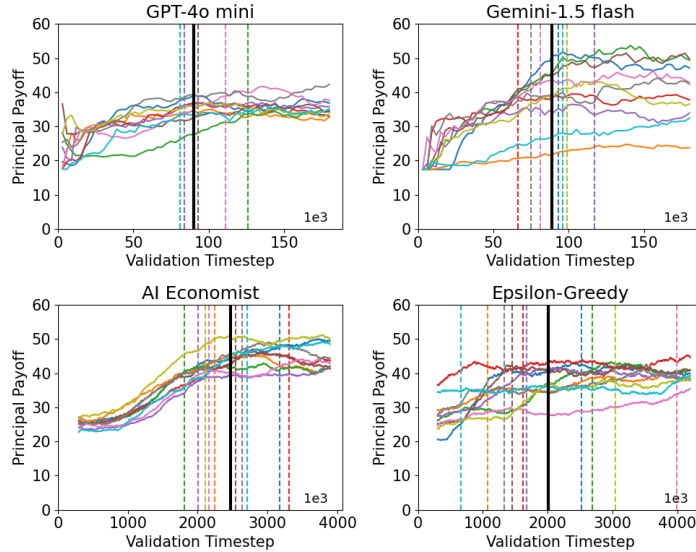 GPT-4o mini
Principal Payoff
60
50
40
30
20
10
0
0
50
100
150
1e3
Validation Timestep
Gemini-1.5 flash
Principal Payoff
60
50
40
30
20
10
0
0
50
100
150
1e3
Validation Timestep
AI Economist
Principal Payoff
60
50
40
30
20
10
0
0
1000
2000
3000
4000
1e3
Validation Timestep
Epsilon-Greedy
Principal Payoff
60
50
40
30
20
10
0
0
1000
2000
3000
4000
1e3
Validation Timestep